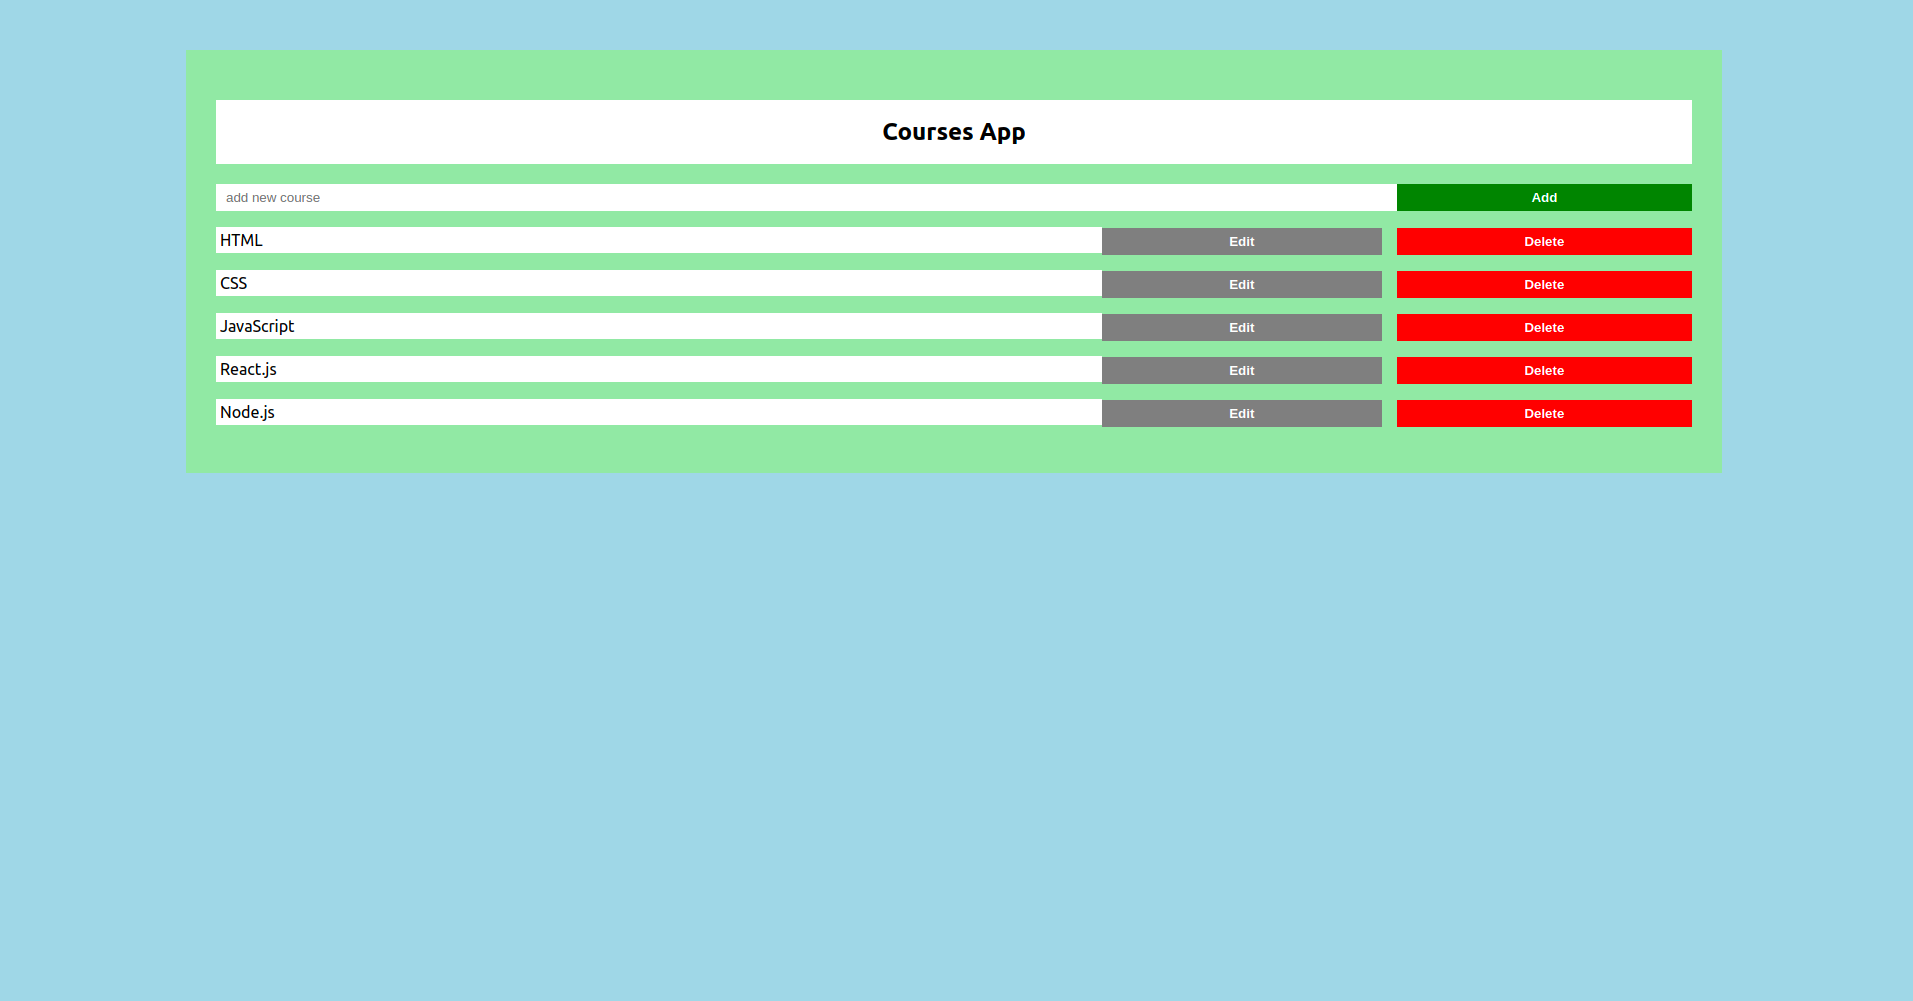 Courses App
add new course Add
HTML Edit Delete
CSS Edit Delete
JavaScript Edit Delete
React.js Edit Delete
Node.js Edit Delete